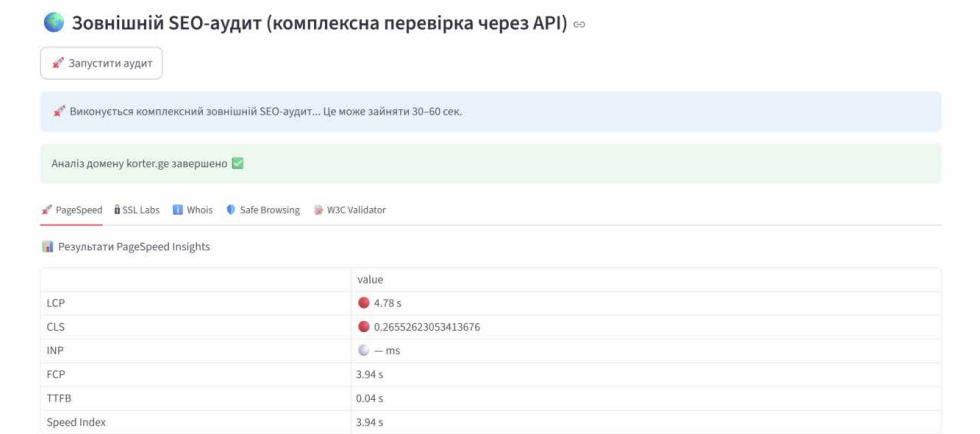 🌍 Зовнішній SEO-аудит (комплексна перевірка через API)
🚀 Запустити аудит
🚀 Виконується комплексний зовнішній SEO-аудит... Це може зайняти 30–60 сек.
Аналіз домену korter.ge завершено ✅
🚀 PageSpeed 🔒 SSL Labs ℹ️ Whois 🛡️ Safe Browsing 📝 W3C Validator
📊 Результати PageSpeed Insights
value
LCP 🔴 4.78 s
CLS 🔴 0.26552623053413676
INP ⚪ — ms
FCP 3.94 s
TTFB 0.04 s
Speed Index 3.94 s